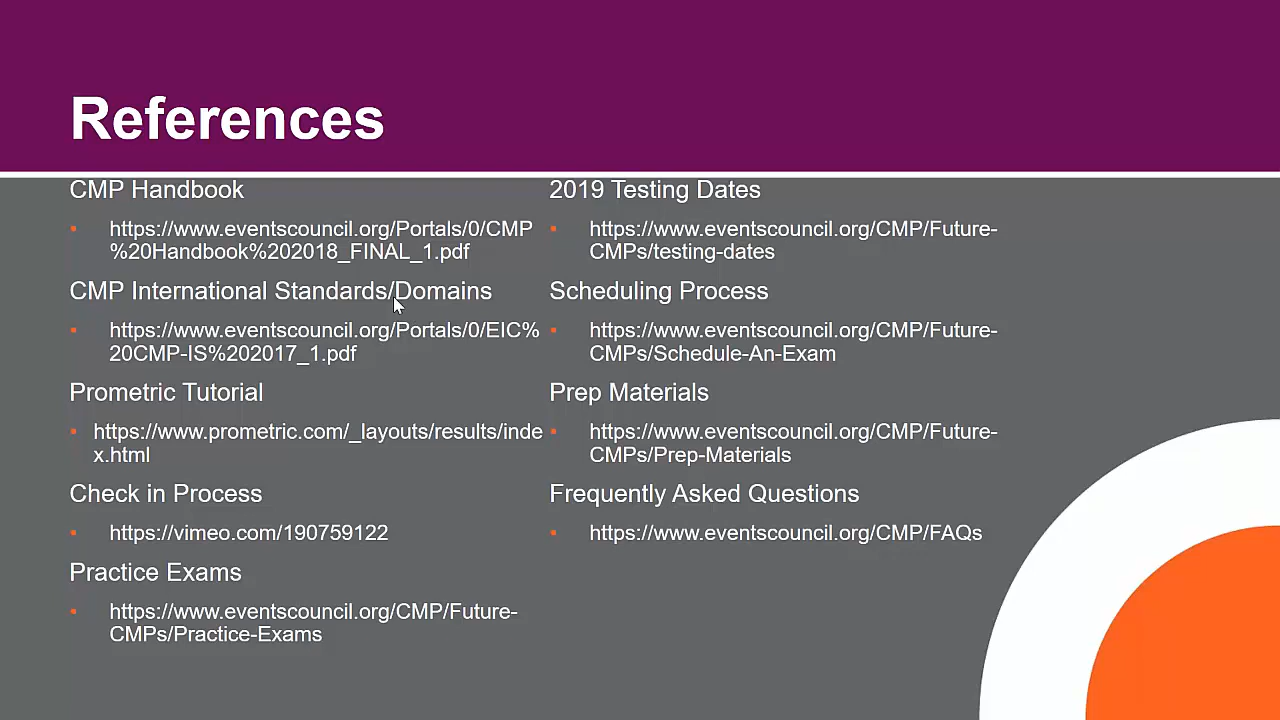 References
CMP Handbook
https://www.eventscouncil.org/Portals/0/CMP
%20Handbook%202018_FINAL_1.pdf
CMP International Standards/Domains
https://www.eventscouncil.org/Portals/0/EIC%
20CMP-IS%202017_1.pdf
Prometric Tutorial
https://www.prometric.com/_layouts/results/inde
x.html
Check in Process
https://vimeo.com/190759122
Practice Exams
https://www.eventscouncil.org/CMP/Future-
CMPs/Practice-Exams
2019 Testing Dates
https://www.eventscouncil.org/CMP/Future-
CMPs/testing-dates
Scheduling Process
https://www.eventscouncil.org/CMP/Future-
CMPs/Schedule-An-Exam
Prep Materials
https://www.eventscouncil.org/CMP/Future-
CMPs/Prep-Materials
Frequently Asked Questions
https://www.eventscouncil.org/CMP/FAQs